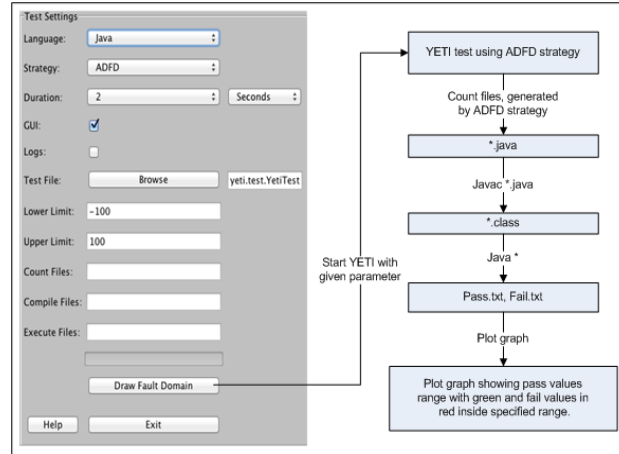 Test Settings
Language:
Java
Strategy:
ADFD
Duration:
2
Seconds
GUI:
Logs:
Test File:
Browse
yeti.test.YetiTest
Lower Limit:
-100
Upper Limit:
100
Count Files:
Compile Files:
Execute Files:
Draw Fault Domain
Help
Exit
Start YETI with
given parameter
YETI test using ADFD strategy
Count files, generated
by ADFD strategy
*.java
Javac *.java
*.class
Java *
Pass.txt, Fail.txt
Plot graph
Plot graph showing pass values
range with green and fail values in
red inside specified range.